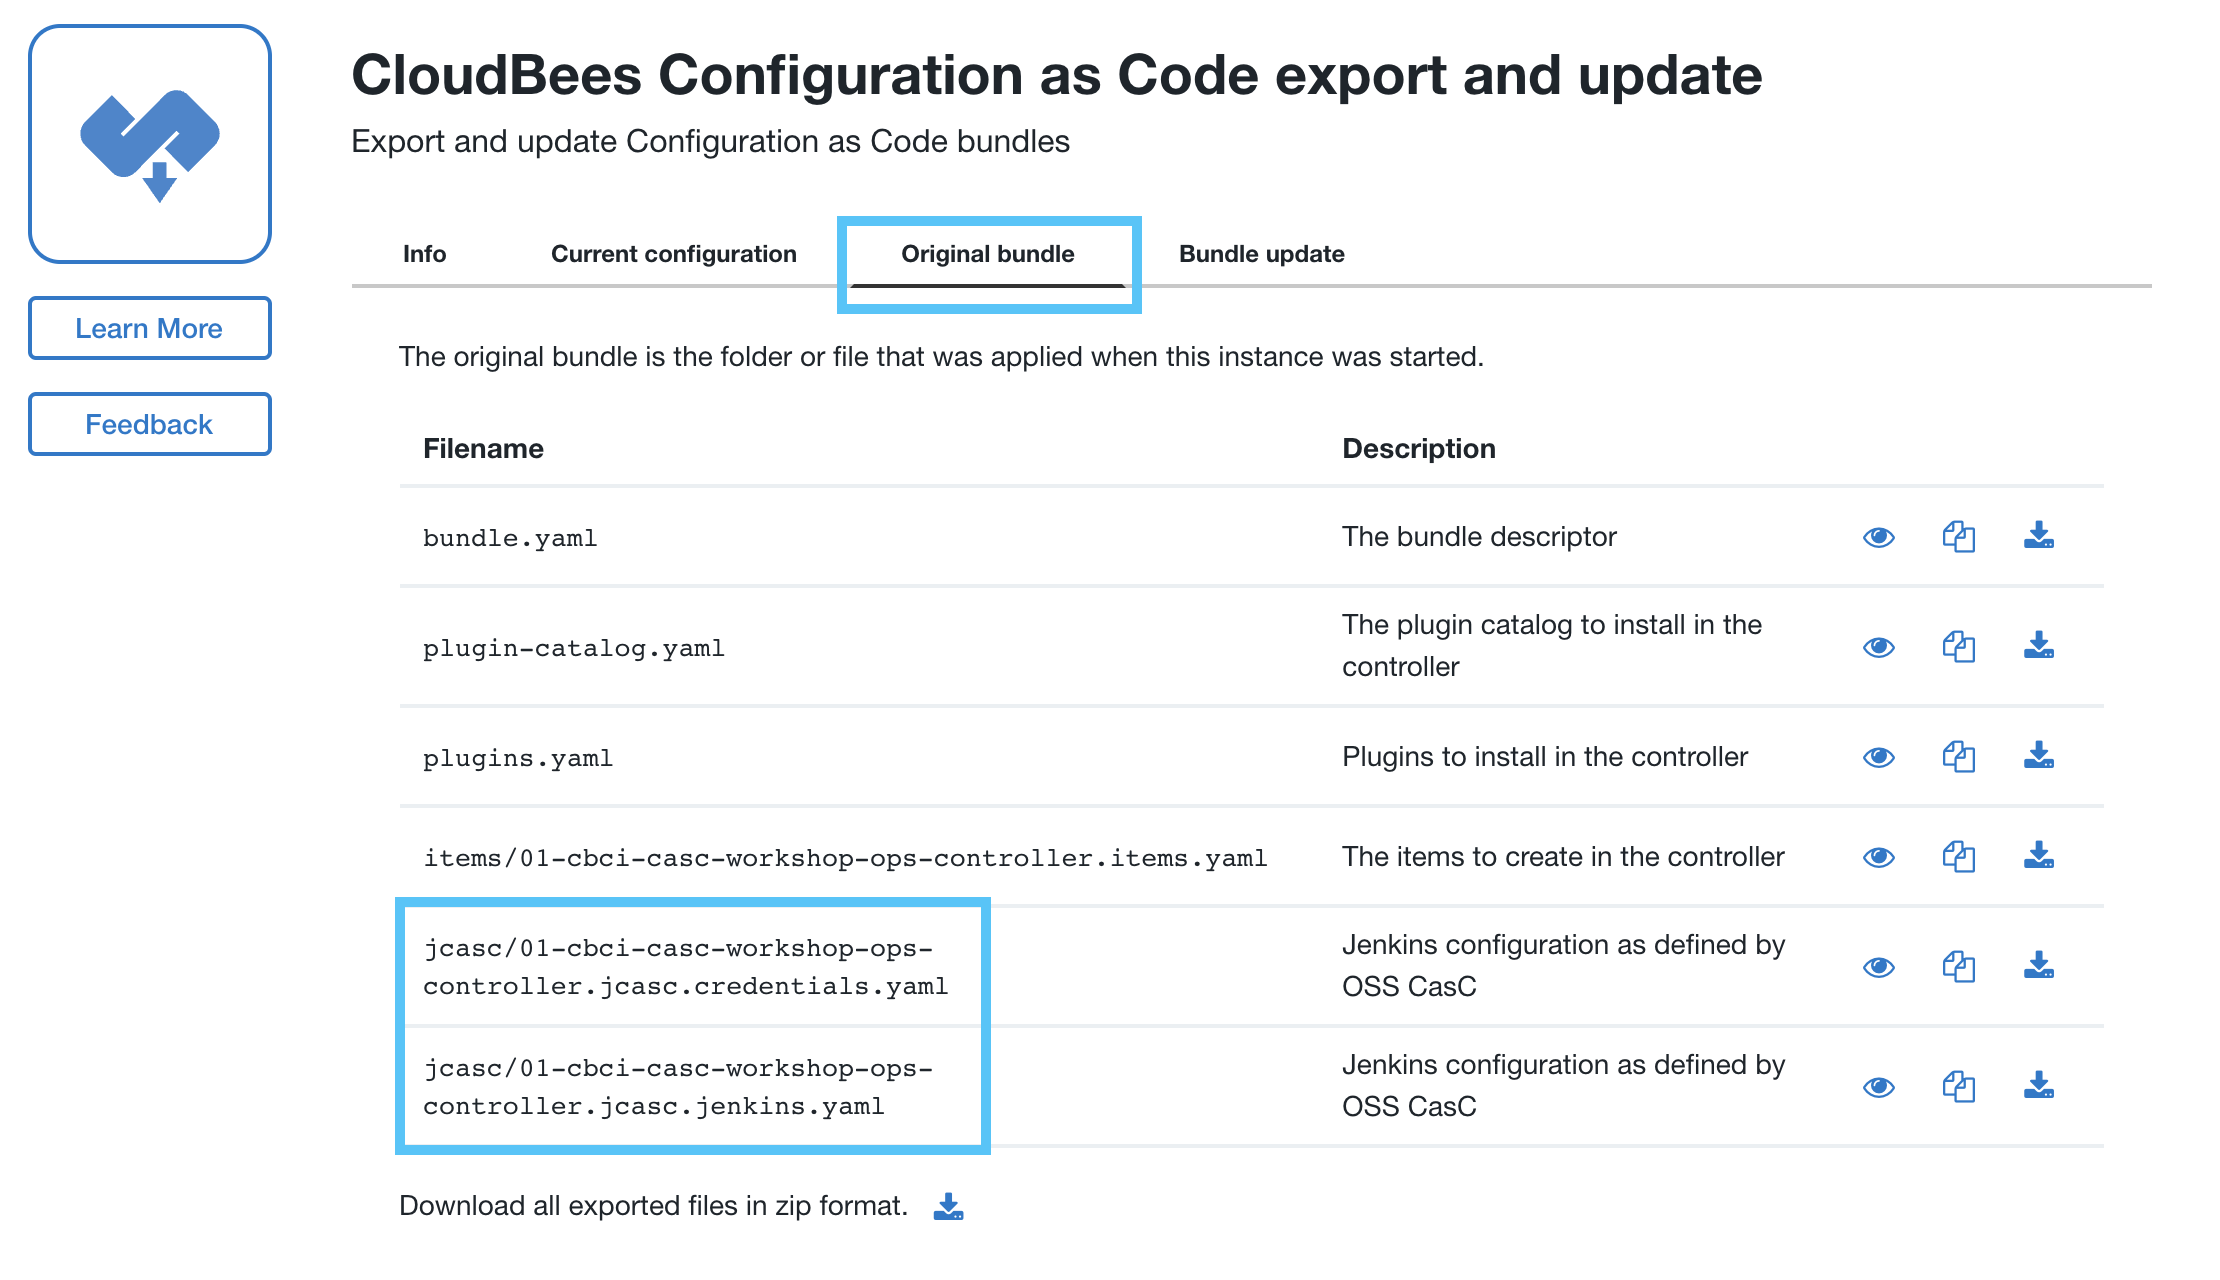 CloudBees Configuration as Code export and update
Export and update Configuration as Code bundles
Learn More
Feedback
Info
Current configuration
Original bundle
Bundle update
The original bundle is the folder or file that was applied when this instance was started.
Filename
Description
bundle.yaml
The bundle descriptor
plugin-catalog.yaml
The plugin catalog to install in the
controller
plugins.yaml
Plugins to install in the controller
items/01-cbci-casc-workshop-ops-controller.items.yaml
The items to create in the controller
jcasc/01-cbci-casc-workshop-ops-
controller.jcasc.credentials.yaml
Jenkins configuration as defined by
OSS CasC
jcasc/01-cbci-casc-workshop-ops-
controller.jcasc.jenkins.yaml
Jenkins configuration as defined by
OSS CasC
Download all exported files in zip format.